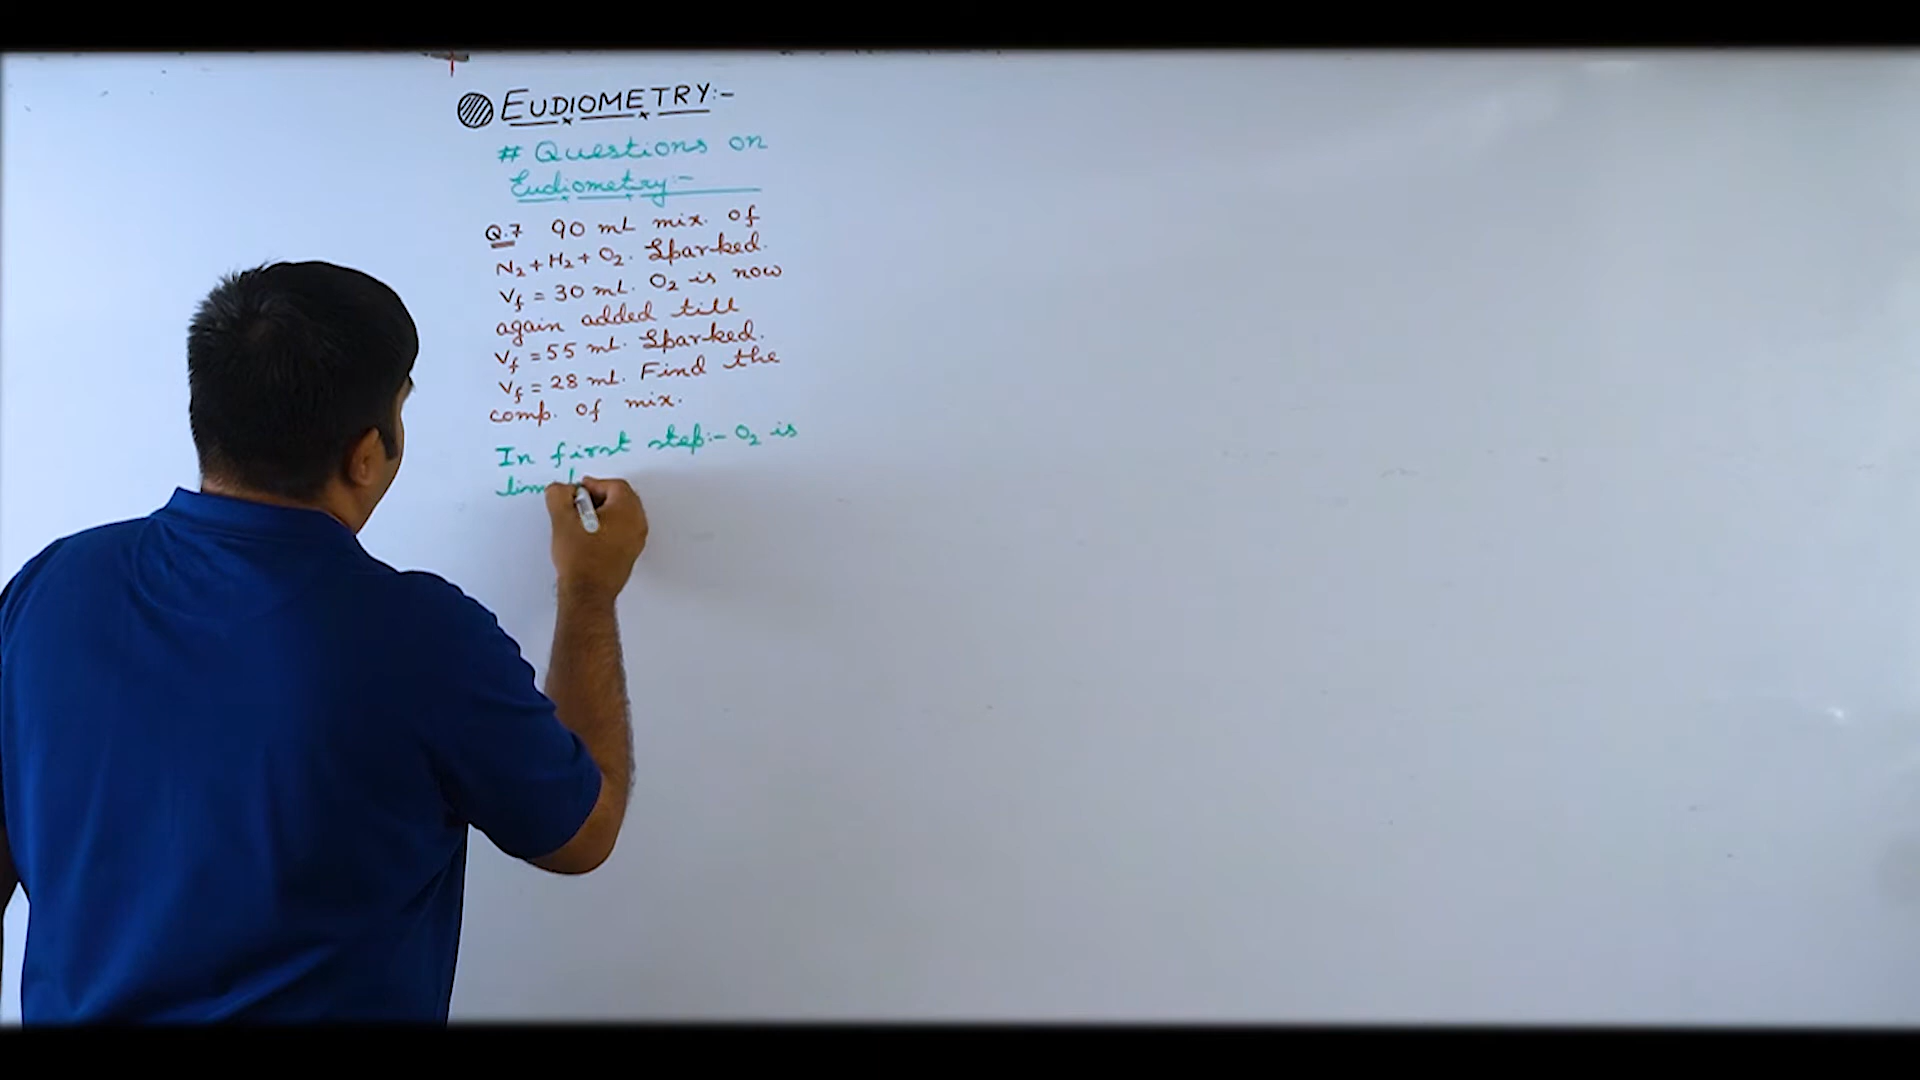 EUDIOMETRY:-
# Questions on
Eudiometry:-
Q.7 90 mL mix. of
N₂ + H₂ + O₂. Sparked.
Vf = 30 mL. O₂ is now
again added till
Vf = 55 mL. Sparked.
Vf = 28 mL. Find the
comp. of mix.
In first step:- O₂ is